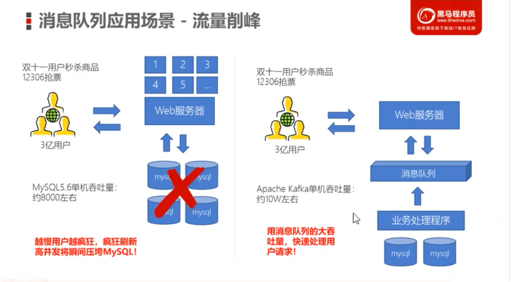 消息队列应用场景 - 流量削峰
黑马程序员
www.itheima.com
传智播客旗下高端IT教育品牌
双十一用户秒杀商品
12306抢票
1
2
3
4
5
...
Web服务器
3亿用户
MySQL5.6单机吞吐量：
约8000左右
mysql
mysql
mysql
mysql
越慢用户越疯狂，疯狂刷新
高并发将瞬间压垮MySQL！
双十一用户秒杀商品
12306抢票
Web服务器
3亿用户
消息队列
Apache Kafka单机吞吐量：
约10W左右
业务处理程序
用消息队列的大吞
吐量，快速处理用
户请求！
mysql
mysql